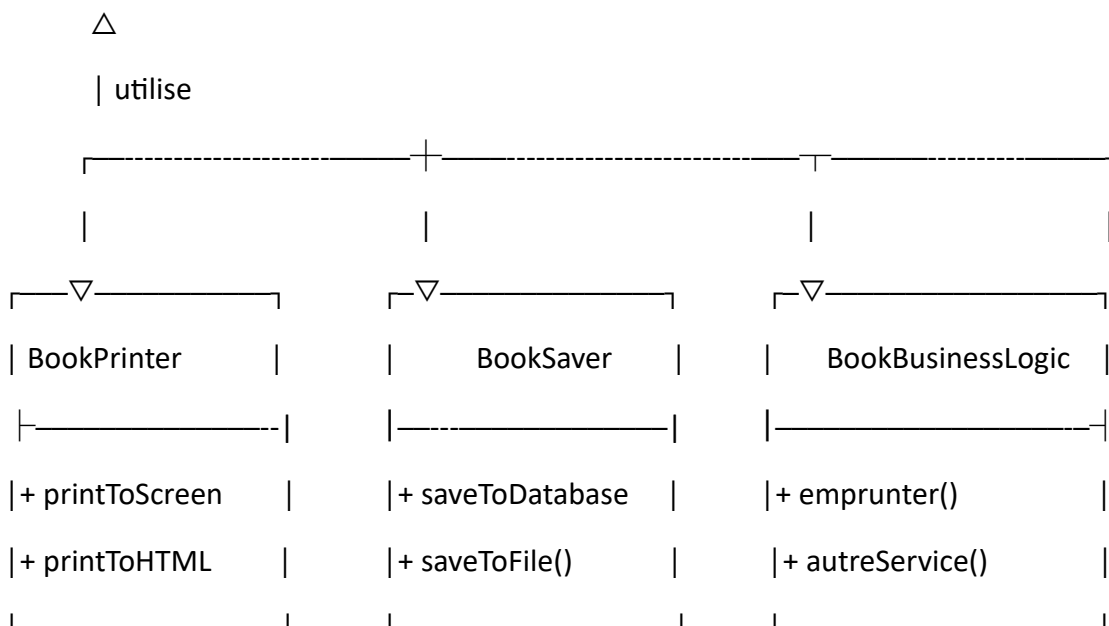 utilise
BookPrinter BookSaver BookBusinessLogic
+ printToScreen + saveToDatabase + emprunter()
+ printToHTML + saveToFile() + autreService()